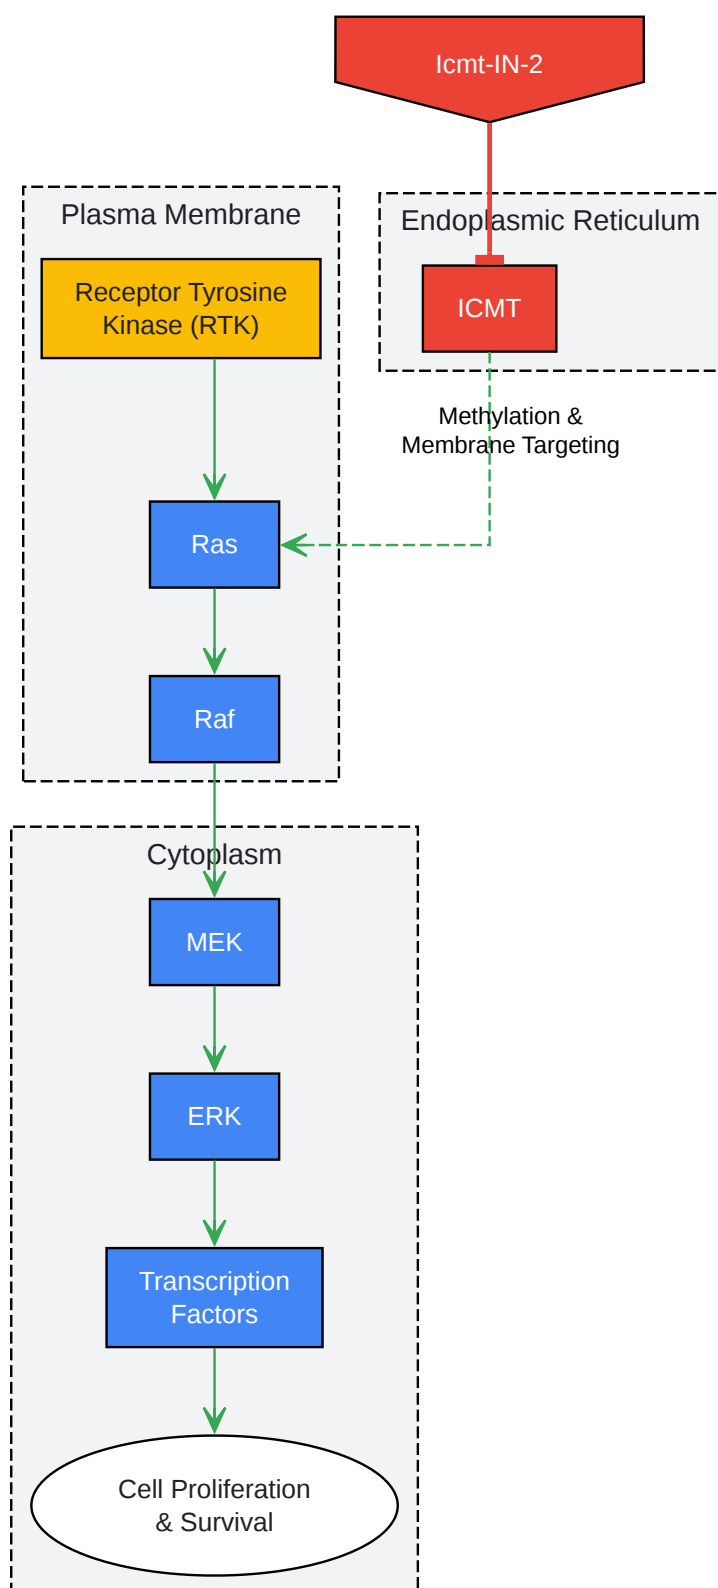 Icmt-IN-2
Plasma Membrane
Endoplasmic Reticulum
Receptor Tyrosine
Kinase (RTK)
ICMT
Methylation &
Membrane Targeting
Ras
Raf
Cytoplasm
MEK
ERK
Transcription
Factors
Cell Proliferation
& Survival